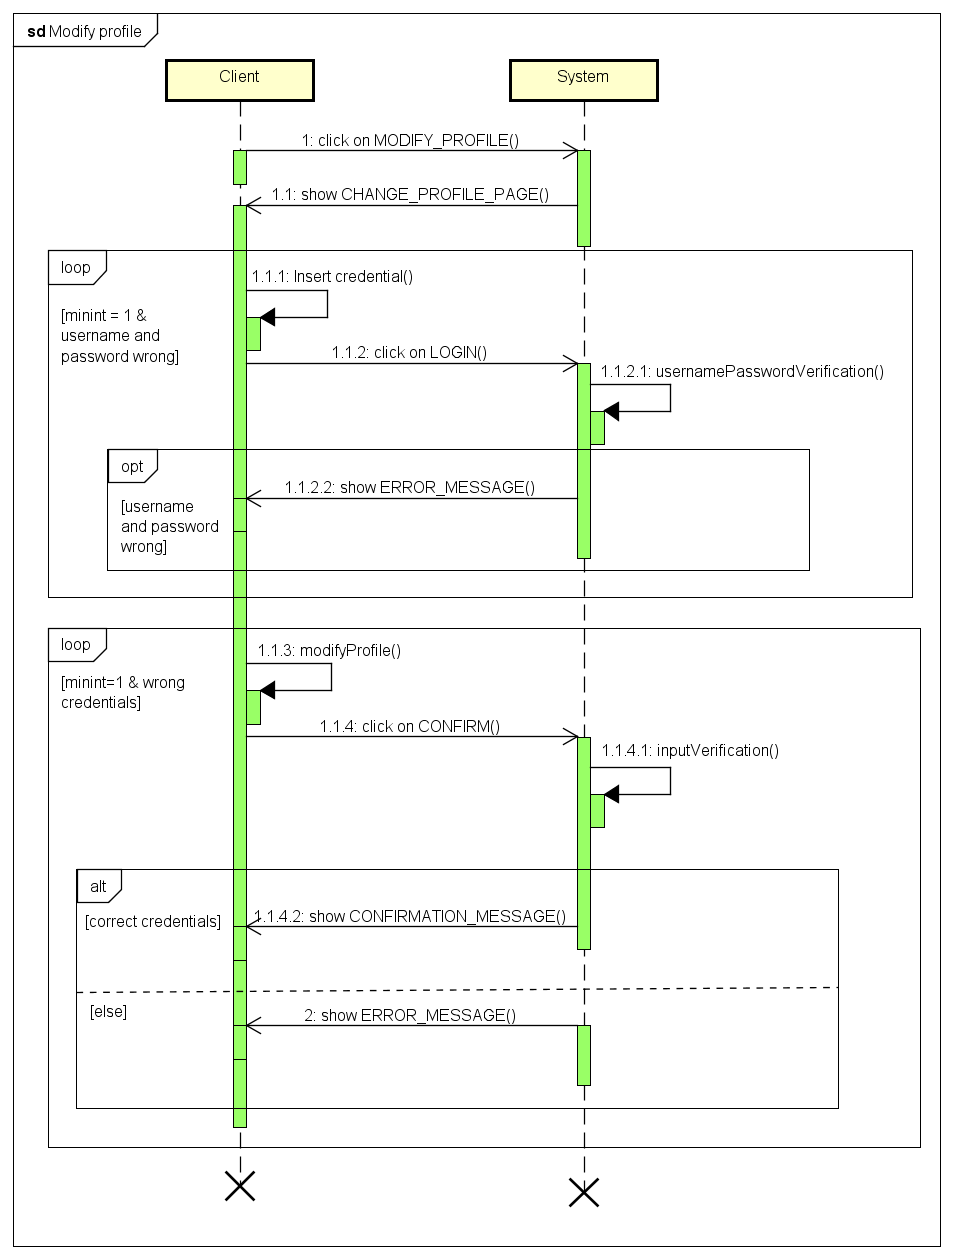 sd Modify profile
Client
System
1: click on MODIFY_PROFILE()
1.1: show CHANGE_PROFILE_PAGE()
loop
1.1.1: Insert credential()
[minint = 1 &
username and
password wrong]
1.1.2: click on LOGIN()
1.1.2.1: usernamePasswordVerification()
opt
1.1.2.2: show ERROR_MESSAGE()
[username
and password
wrong]
loop
1.1.3: modifyProfile()
[minint=1 & wrong
credentials]
1.1.4: click on CONFIRM()
1.1.4.1: inputVerification()
alt
[correct credentials]
1.1.4.2: show CONFIRMATION_MESSAGE()
[else]
2: show ERROR_MESSAGE()